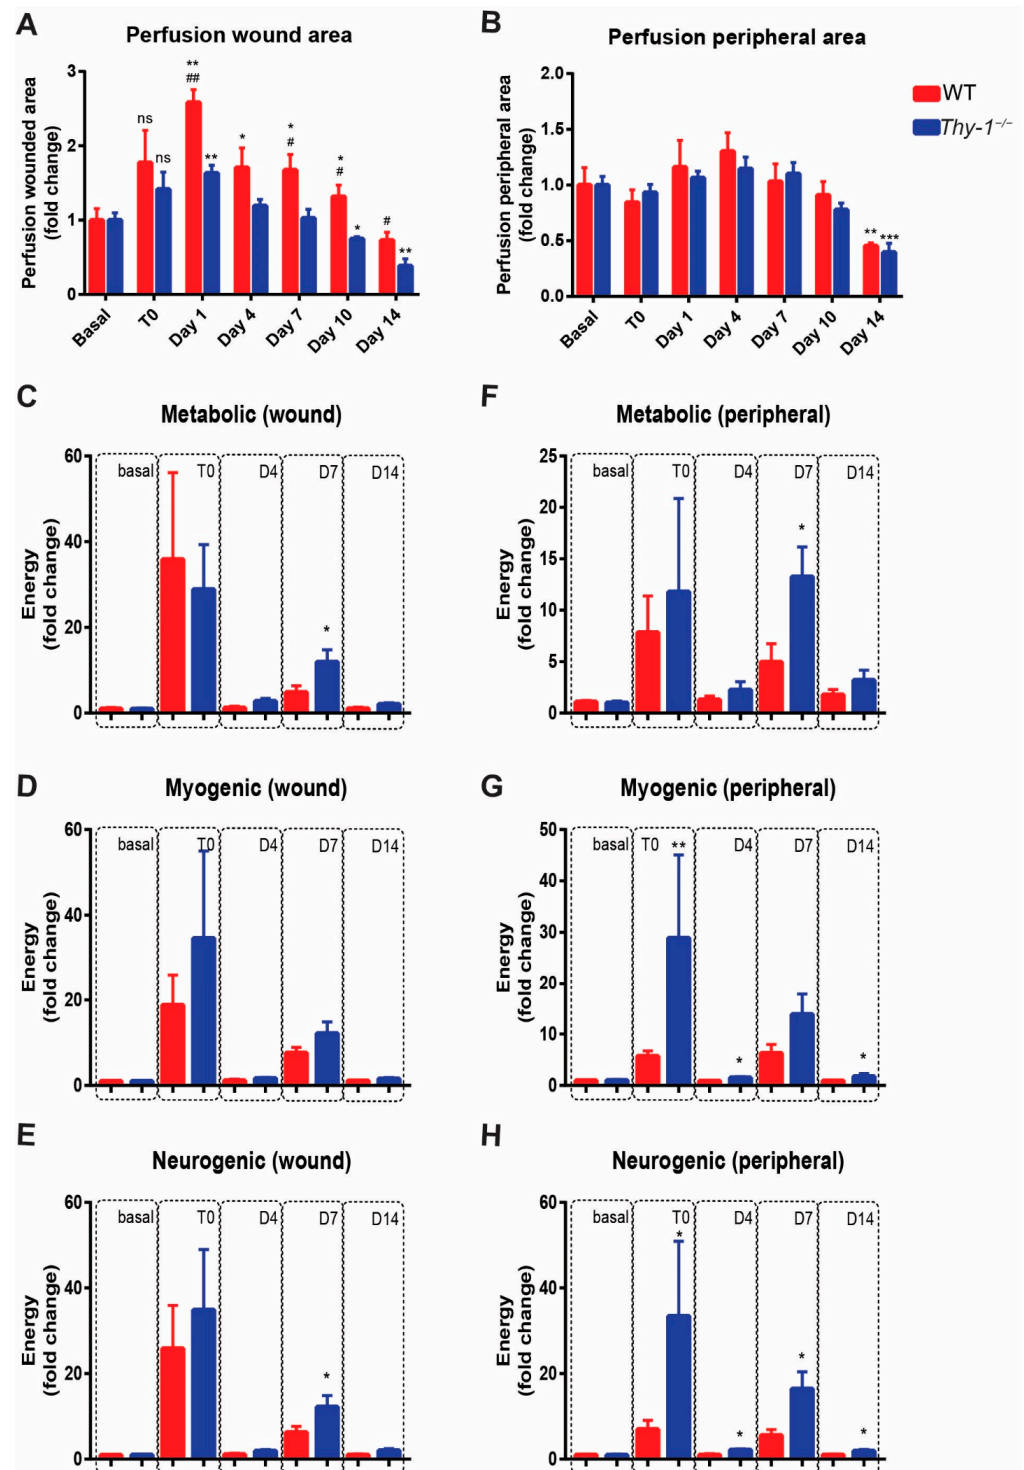 A
Perfusion wound area
Perfusion wounded area
(fold change)
3
2
1
0
ns
ns
**
##
**
*
*
#
*
#
*
#
**
Basal
T0
Day 1
Day 4
Day 7
Day 10
Day 14
B
Perfusion peripheral area
Perfusion peripheral area
(fold change)
2.0
1.5
1.0
0.5
0.0
**
***
Basal
T0
Day 1
Day 4
Day 7
Day 10
Day 14
WT
Thy-1⁻/⁻
C
Metabolic (wound)
Energy
(fold change)
60
40
20
0
basal
T0
D4
D7
D14
*
F
Metabolic (peripheral)
Energy
(fold change)
25
20
15
10
5
0
basal
T0
D4
D7
D14
*
D
Myogenic (wound)
Energy
(fold change)
60
40
20
0
basal
T0
D4
D7
D14
G
Myogenic (peripheral)
Energy
(fold change)
50
40
30
20
10
0
basal
T0
D4
D7
D14
**
*
*
E
Neurogenic (wound)
Energy
(fold change)
60
40
20
0
basal
T0
D4
D7
D14
*
H
Neurogenic (peripheral)
Energy
(fold change)
60
40
20
0
basal
T0
D4
D7
D14
*
*
*
*